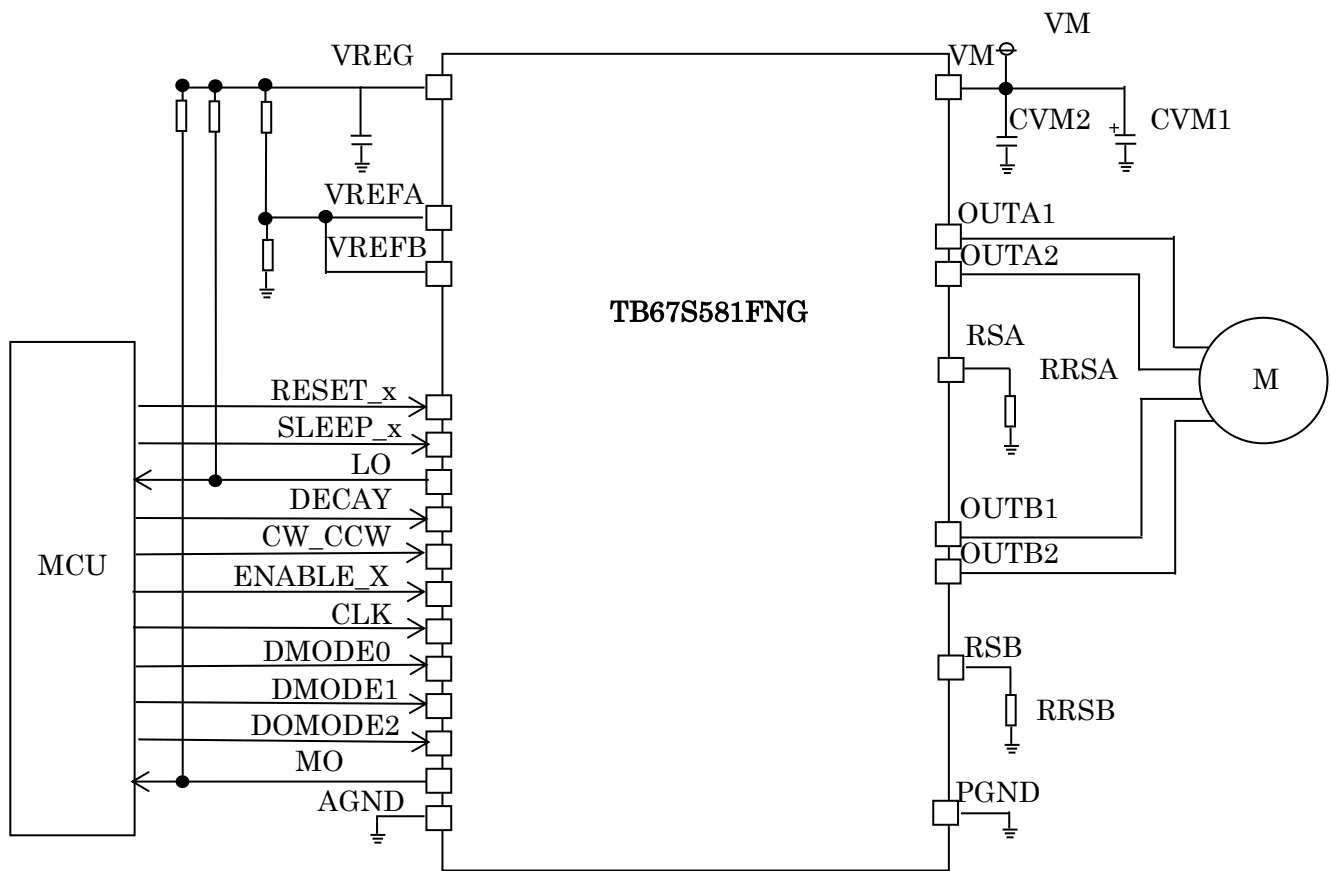 VM
VREG
VM
CVM2
+
CVM1
VREFA
OUTA1
VREFB
OUTA2
TB67S581FNG
RSA
RRSA
M
RESET_x
SLEEP_x
LO
DECAY
OUTB1
CW_CCW
OUTB2
MCU
ENABLE_X
CLK
DMODE0
RSB
DMODE1
RRSB
DOMODE2
MO
AGND
PGND